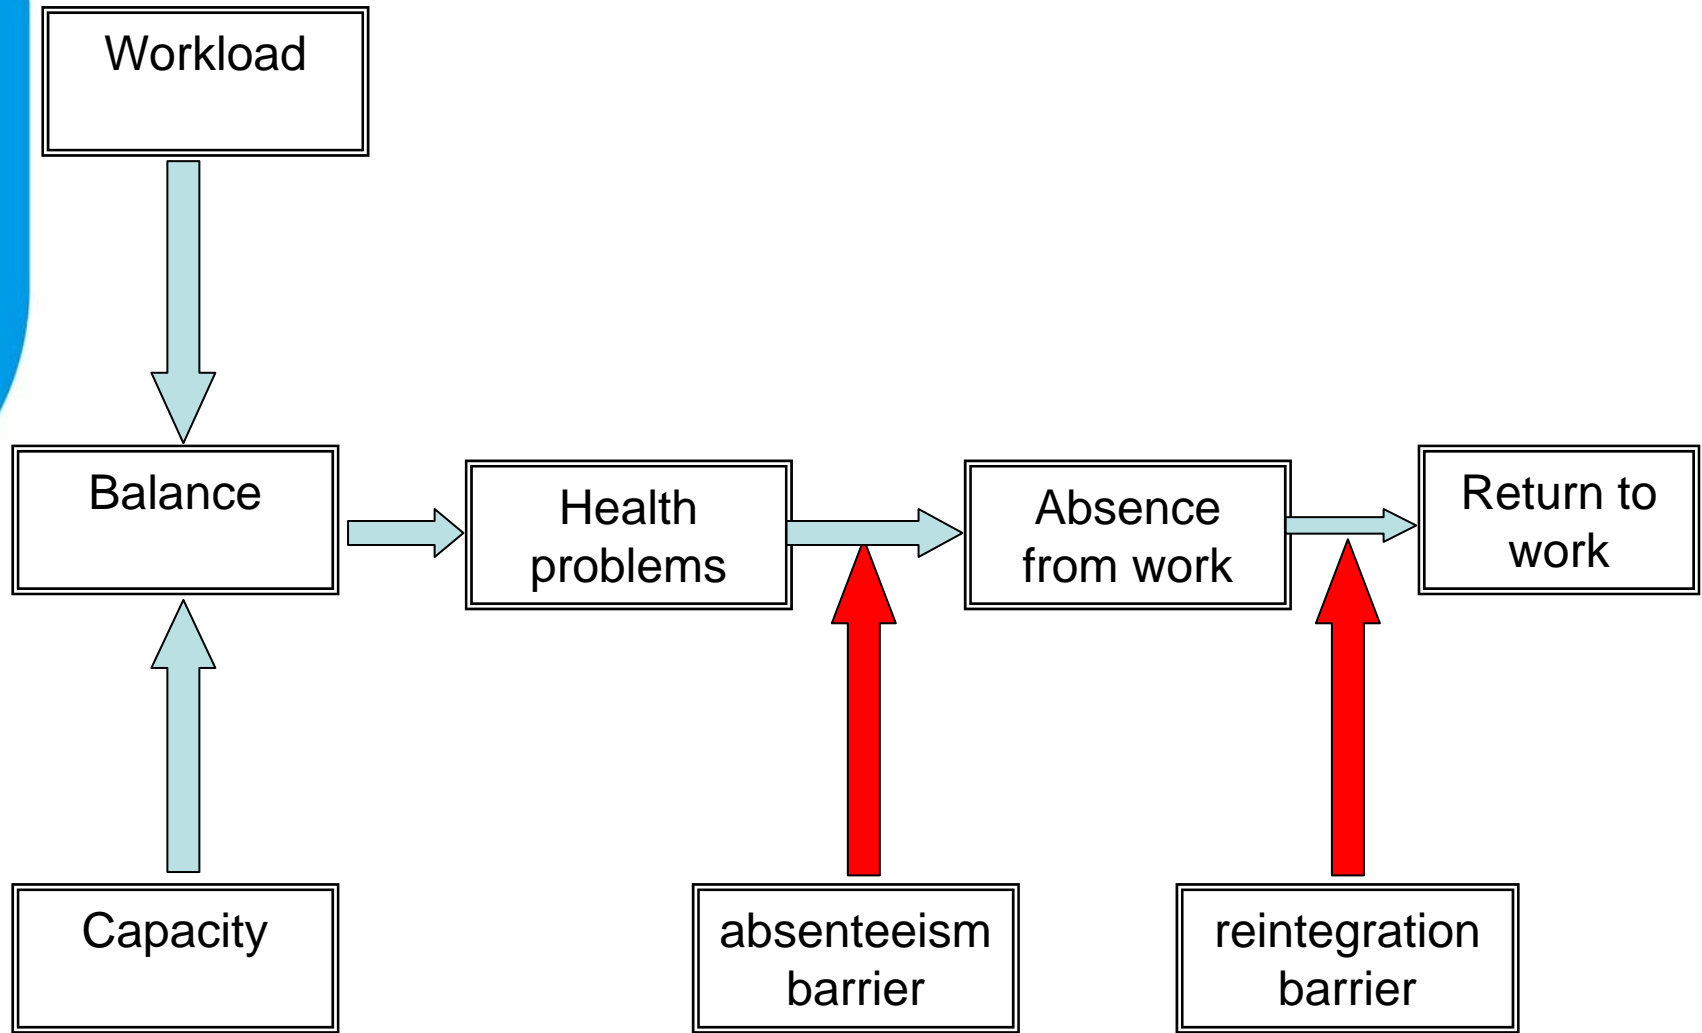 Workload
Balance
Health
problems
Absence
from work
Return to
work
Capacity
absenteeism
barrier
reintegration
barrier